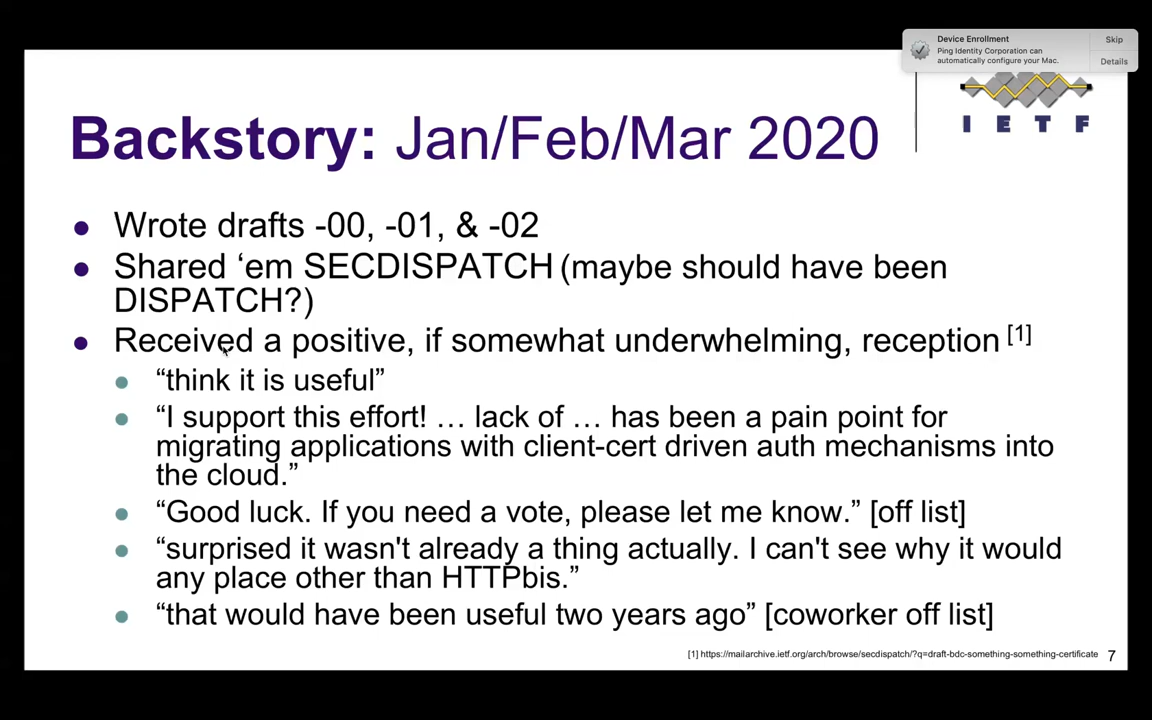 Device Enrollment
Skip
Ping Identity Corporation can
automatically configure your Mac.
Details
I E T F
Backstory: Jan/Feb/Mar 2020
Wrote drafts -00, -01, & -02
Shared ‘em SECDISPATCH (maybe should have been
DISPATCH?)
Received a positive, if somewhat underwhelming, reception [1]
“think it is useful”
“I support this effort! … lack of … has been a pain point for
migrating applications with client-cert driven auth mechanisms into
the cloud.”
“Good luck. If you need a vote, please let me know.” [off list]
“surprised it wasn't already a thing actually. I can't see why it would
any place other than HTTPbis.”
“that would have been useful two years ago” [coworker off list]
[1] https://mailarchive.ietf.org/arch/browse/secdispatch/?q=draft-bdc-something-something-certificate 7